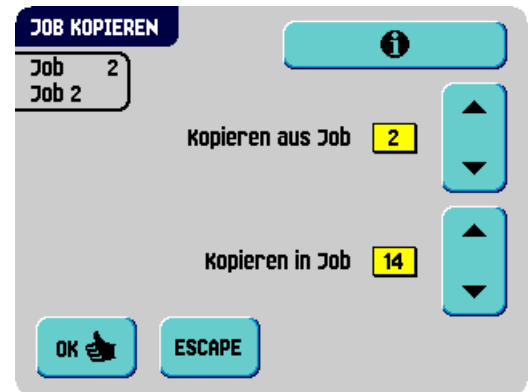 JOB KOPIEREN
Job 2
Job 2
Kopieren aus Job 2
Kopieren in Job 14
OK ESCAPE